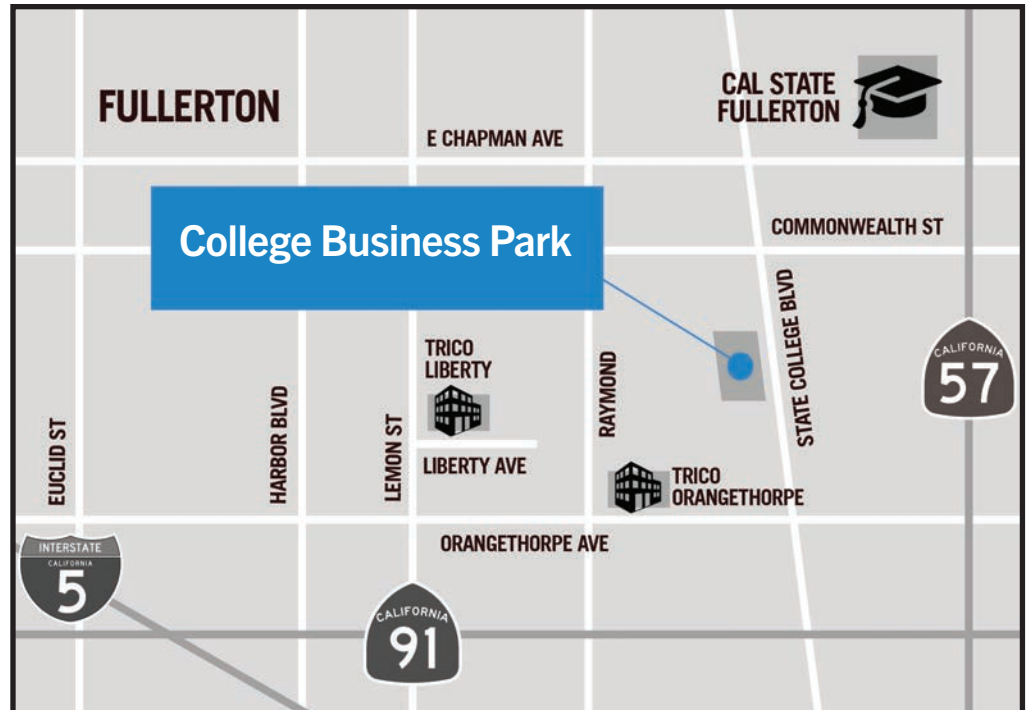 FULLERTON
CAL STATE
FULLERTON
E CHAPMAN AVE
COMMONWEALTH ST
College Business Park
TRICO
LIBERTY
RAYMOND
STATE COLLEGE BLVD
CALIFORNIA
57
EUCLID ST
HARBOR BLVD
LEMON ST
LIBERTY AVE
TRICO
ORANGETHORPE
ORANGETHORPE AVE
INTERSTATE
CALIFORNIA
5
CALIFORNIA
91